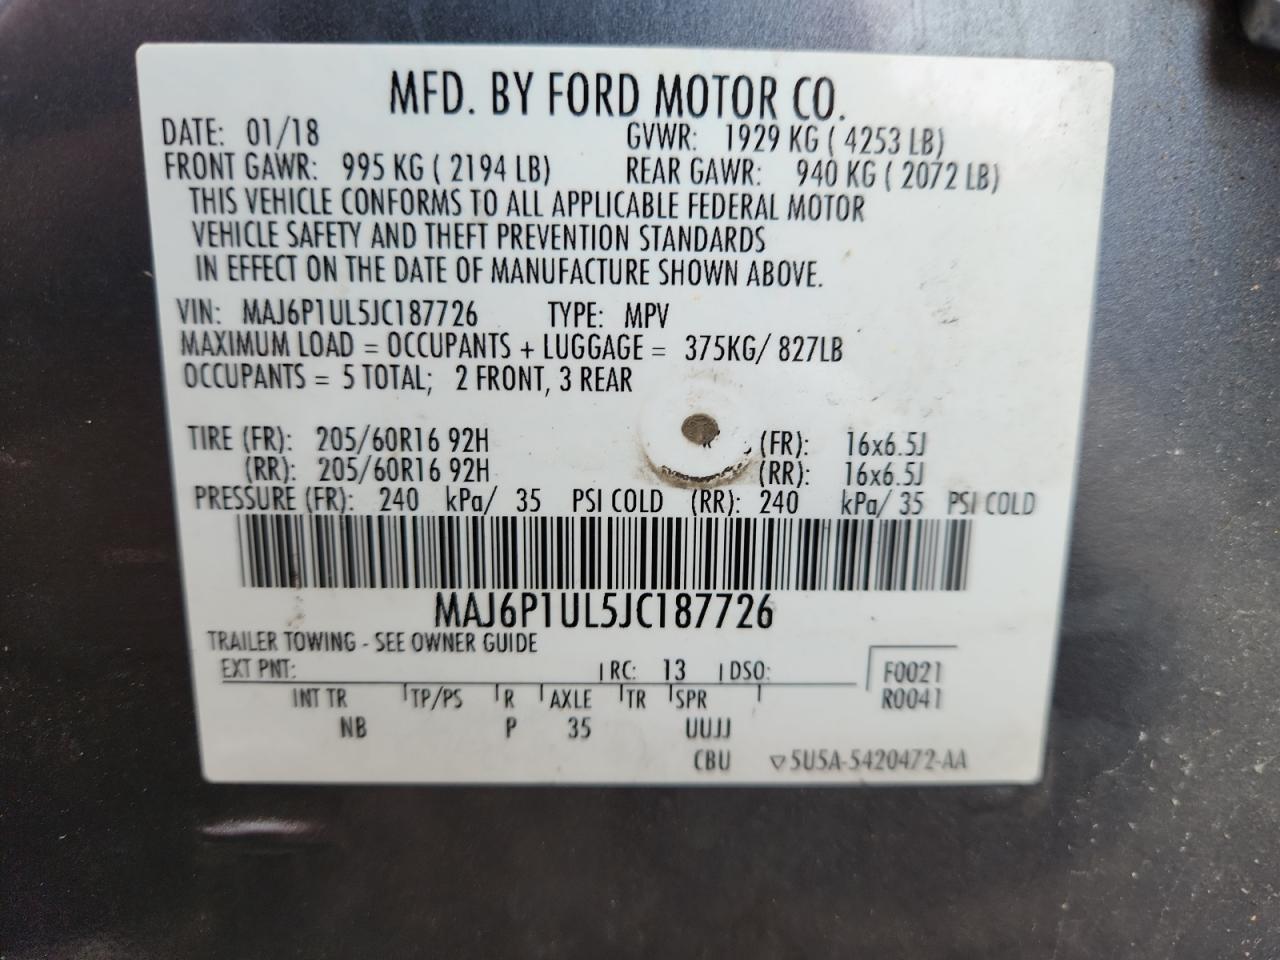 MFD. BY FORD MOTOR CO.
DATE: 01/18 GVWR: 1929 KG ( 4253 LB)
FRONT GAWR: 995 KG ( 2194 LB) REAR GAWR: 940 KG ( 2072 LB)
THIS VEHICLE CONFORMS TO ALL APPLICABLE FEDERAL MOTOR
VEHICLE SAFETY AND THEFT PREVENTION STANDARDS
IN EFFECT ON THE DATE OF MANUFACTURE SHOWN ABOVE.
VIN: MAJ6P1UL5JC187726 TYPE: MPV
MAXIMUM LOAD = OCCUPANTS + LUGGAGE = 375KG/ 827LB
OCCUPANTS = 5 TOTAL; 2 FRONT, 3 REAR
TIRE (FR): 205/60R16 92H (FR): 16x6.5J
(RR): 205/60R16 92H (RR): 16x6.5J
PRESSURE (FR): 240 kPa/ 35 PSI COLD (RR): 240 kPa/ 35 PSI COLD
MAJ6P1UL5JC187726
TRAILER TOWING - SEE OWNER GUIDE
EXT PNT: RC: 13 DSO: F0021
INT TR TP/PS R AXLE TR SPR R0041
NB P 35 UUJJ
CBU ▽5U5A-5420472-AA